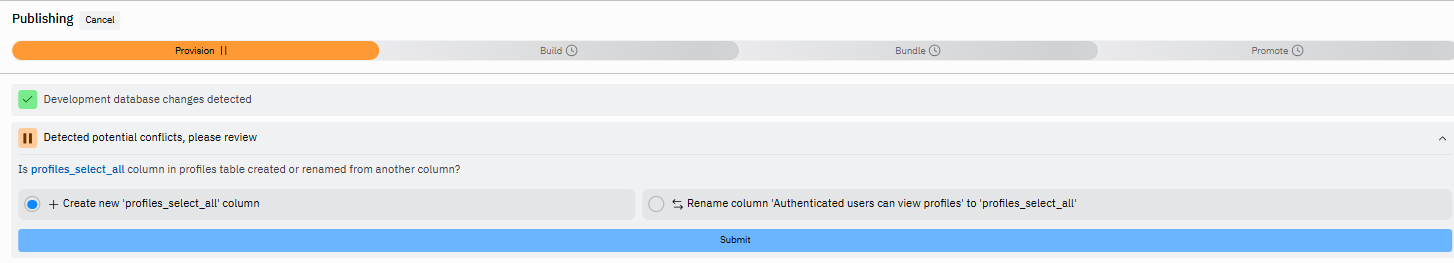 Publishing Cancel
Provision Build Bundle Promote
Development database changes detected
Detected potential conflicts, please review
Is profiles_select_all column in profiles table created or renamed from another column?
+ Create new 'profiles_select_all' column Rename column 'Authenticated users can view profiles' to 'profiles_select_all'
Submit